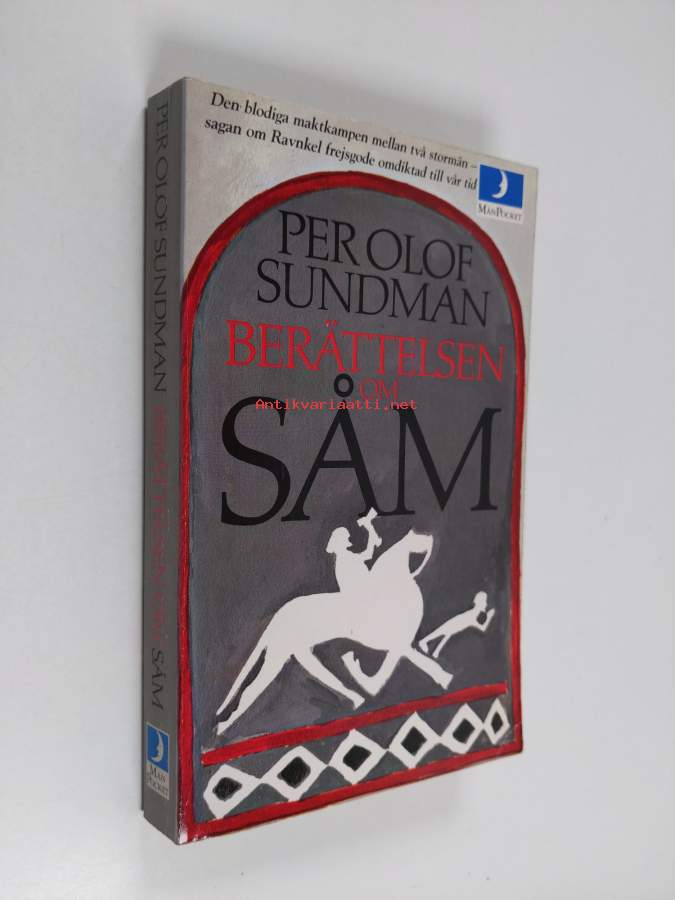 Den blodiga maktkampen mellan två stormän –
sagan om Ravnkel frejsgode omdiktad till vår tid
MånPocket
PER OLOF
SUNDMAN
BERÄTTELSEN
OM
SÅM
Antikvariaatti.net
PER OLOF SUNDMAN BERÄTTELSEN OM SÅM
MånPocket